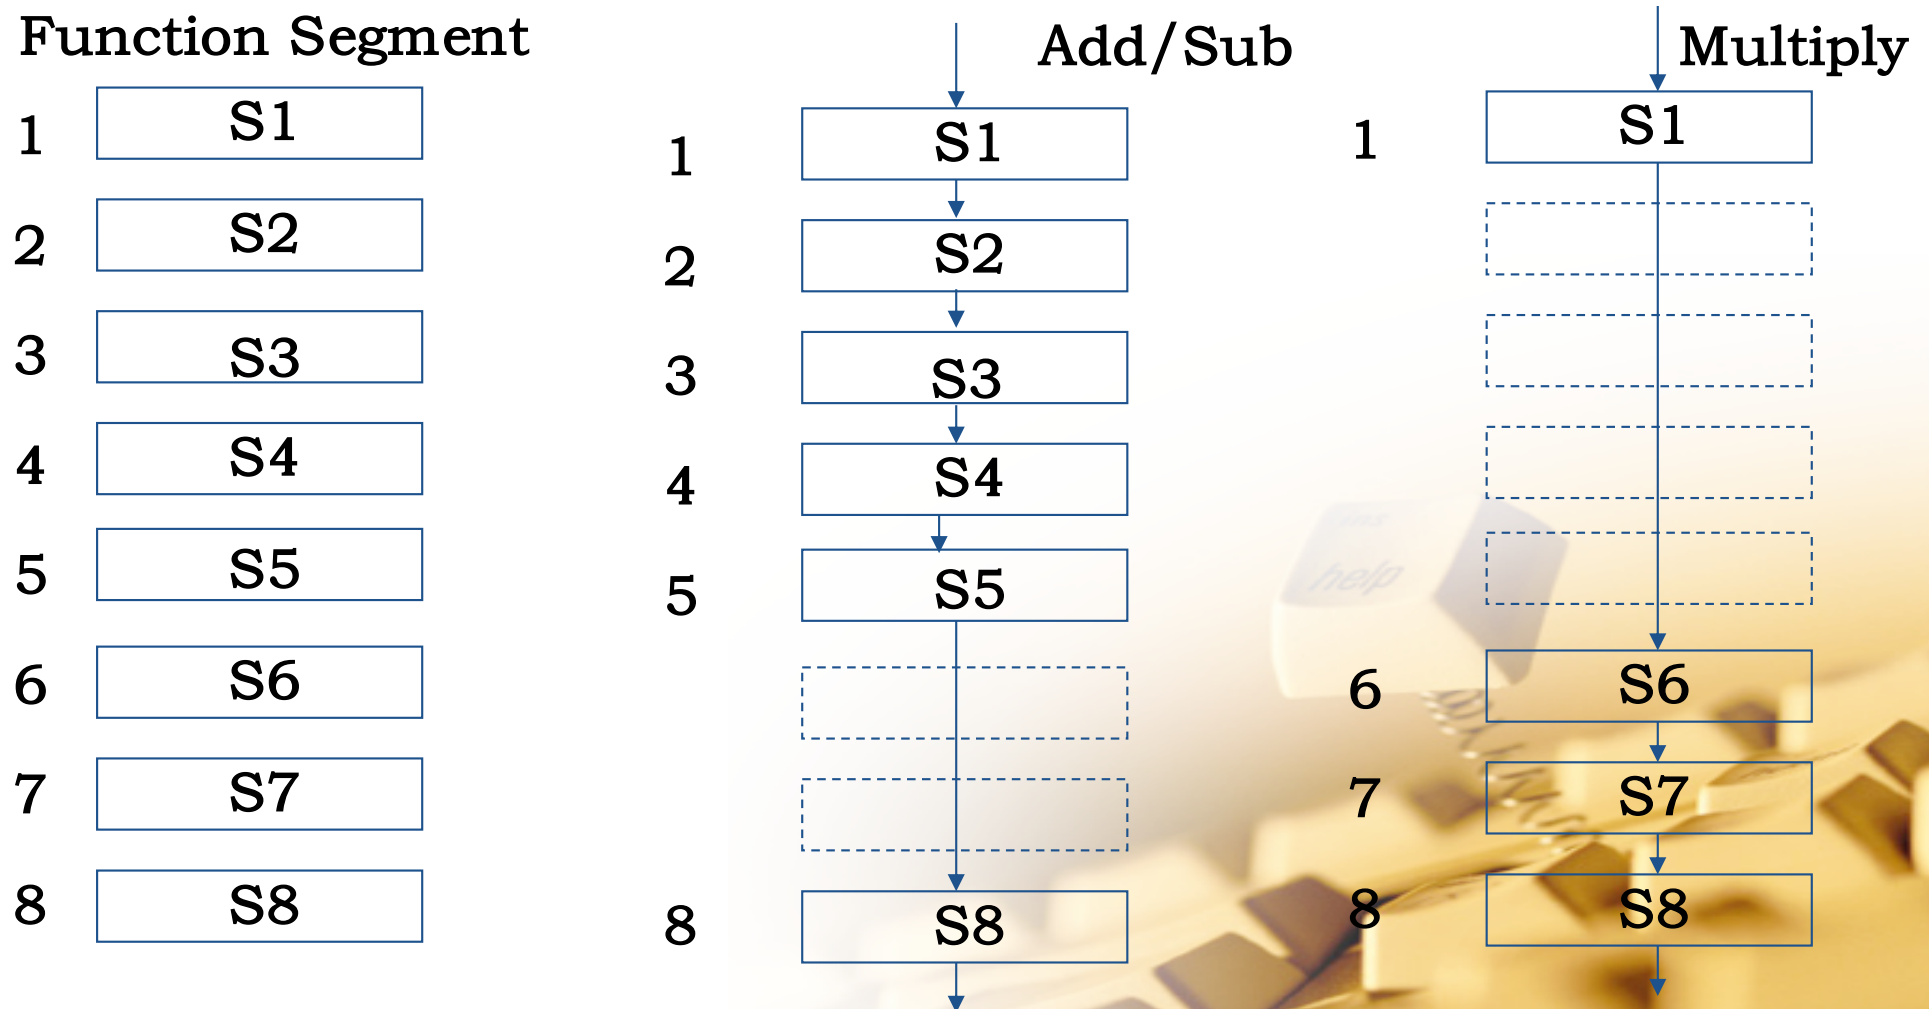 Function Segment
1 S1
2 S2
3 S3
4 S4
5 S5
6 S6
7 S7
8 S8
Add/Sub
1 S1
2 S2
3 S3
4 S4
5 S5
8 S8
Multiply
1 S1
6 S6
7 S7
8 S8
ins
help